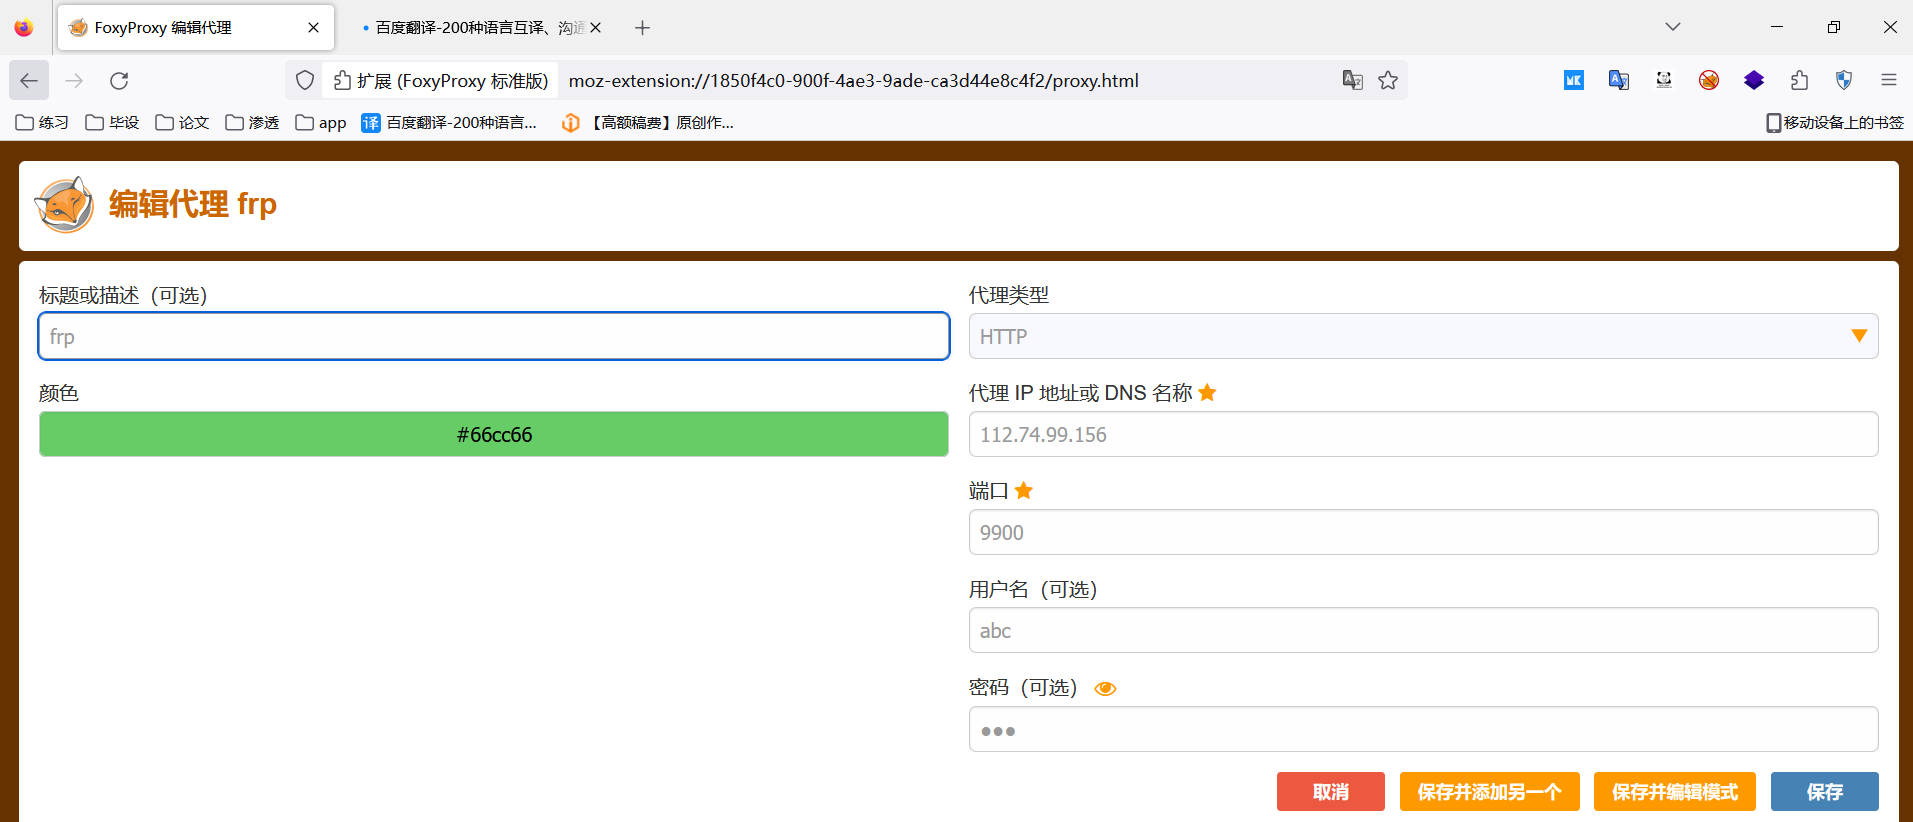 FoxyProxy 编辑代理
百度翻译-200种语言互译、沟通
扩展 (FoxyProxy 标准版)
moz-extension://1850f4c0-900f-4ae3-9ade-ca3d44e8c4f2/proxy.html
练习
毕设
论文
渗透
app
百度翻译-200种语言...
【高额稿费】原创作...
移动设备上的书签
编辑代理 frp
标题或描述（可选）
frp
颜色
#66cc66
代理类型
HTTP
代理 IP 地址或 DNS 名称
112.74.99.156
端口
9900
用户名（可选）
abc
密码（可选）
●●●
取消
保存并添加另一个
保存并编辑模式
保存